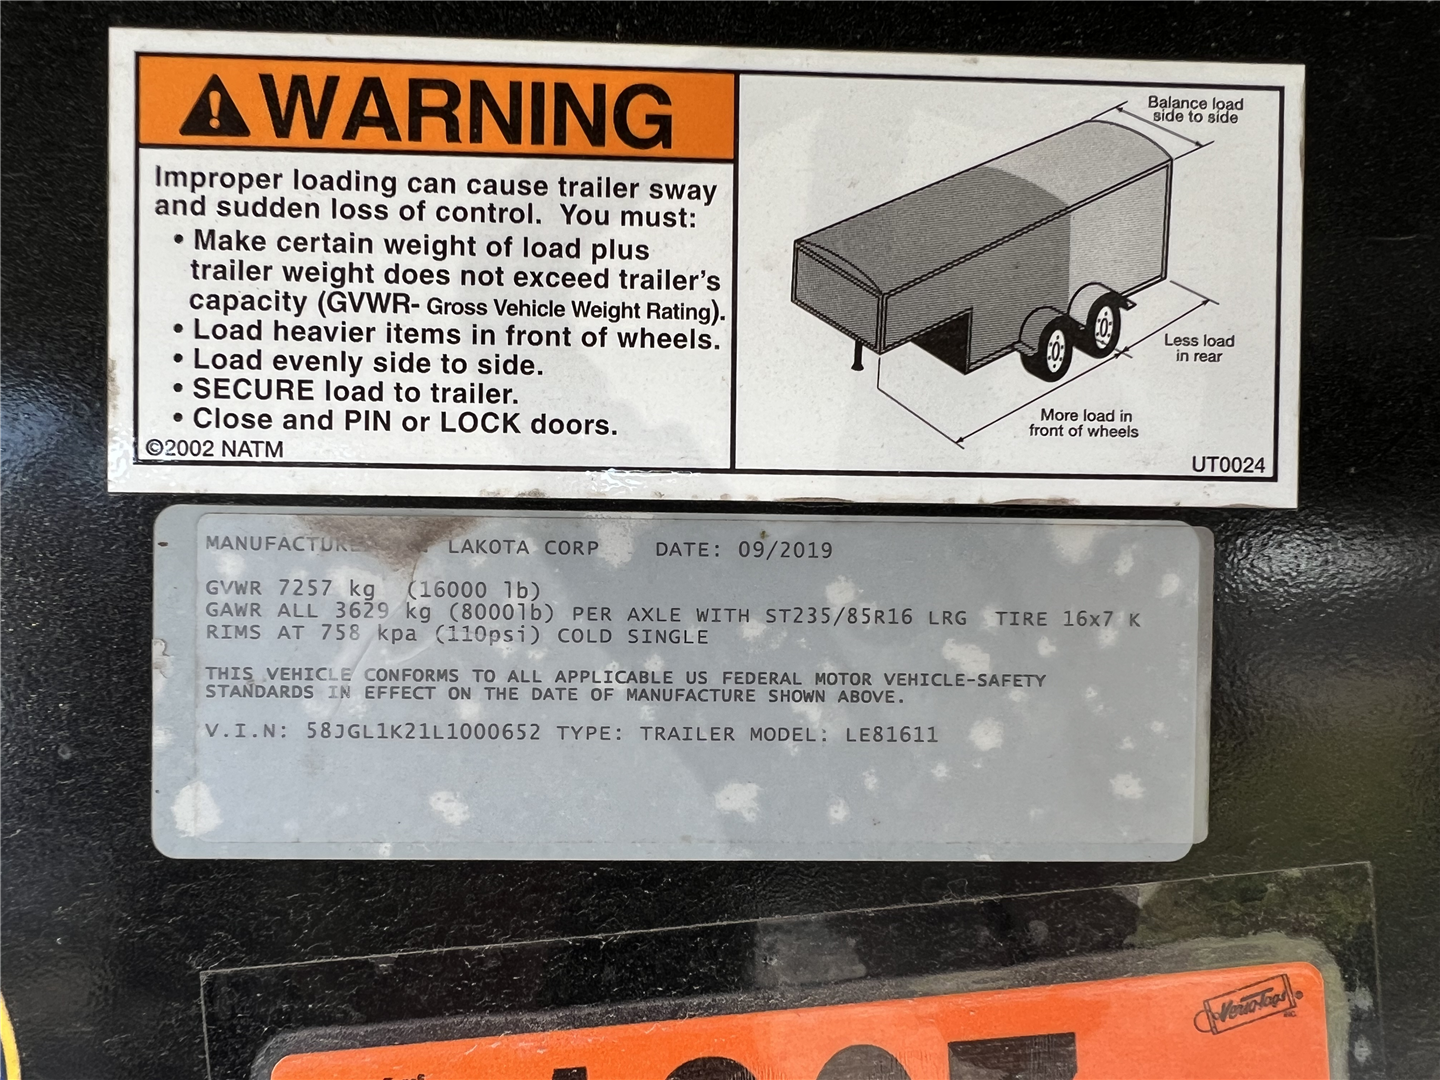 WARNING
Improper loading can cause trailer sway
and sudden loss of control. You must:
• Make certain weight of load plus
trailer weight does not exceed trailer's
capacity (GVWR- Gross Vehicle Weight Rating).
• Load heavier items in front of wheels.
• Load evenly side to side.
• SECURE load to trailer.
• Close and PIN or LOCK doors.
©2002 NATM
Balance load
side to side
Less load
in rear
More load in
front of wheels
UT0024
LAKOTA CORP DATE: 09/2019
GVWR 7257 kg (16000 lb)
GAWR ALL 3629 kg (8000lb) PER AXLE WITH ST235/85R16 LRG TIRE 16x7 K
RIMS AT 758 kpa (110psi) COLD SINGLE
THIS VEHICLE CONFORMS TO ALL APPLICABLE US FEDERAL MOTOR VEHICLE-SAFETY
STANDARDS IN EFFECT ON THE DATE OF MANUFACTURE SHOWN ABOVE.
V.I.N: 58JGL1K21L1000652 TYPE: TRAILER MODEL: LE81611